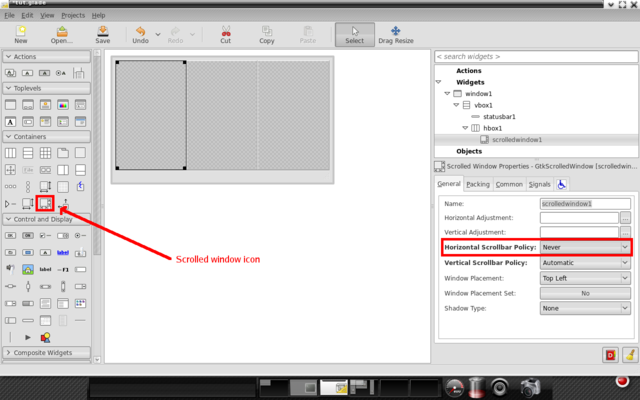 *tut.glade
File Edit View Projects Help
New Open... Save Undo Redo Cut Copy Paste Select Drag Resize
Actions
Toplevels
Containers
Control and Display
label
label
Composite Widgets
Scrolled window icon
< search widgets >
Actions
Widgets
window1
vbox1
statusbar1
hbox1
scrolledwindow1
Objects
Scrolled Window Properties - GtkScrolledWindow [scrolledwin...
General Packing Common Signals
Name: scrolledwindow1
Horizontal Adjustment: ...
Vertical Adjustment: ...
Horizontal Scrollbar Policy: Never
Vertical Scrollbar Policy: Automatic
Window Placement: Top Left
Window Placement Set: No
Shadow Type: None